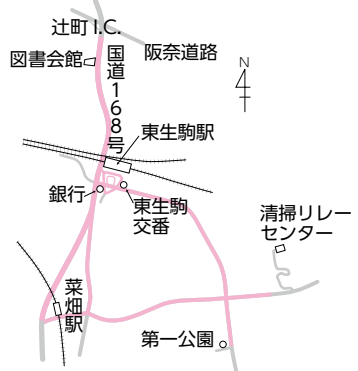 辻町 I.C.
阪奈道路
図書会館
国道168号
N
4
東生駒駅
銀行
東生駒
交番
清掃リレー
センター
菜畑駅
第一公園